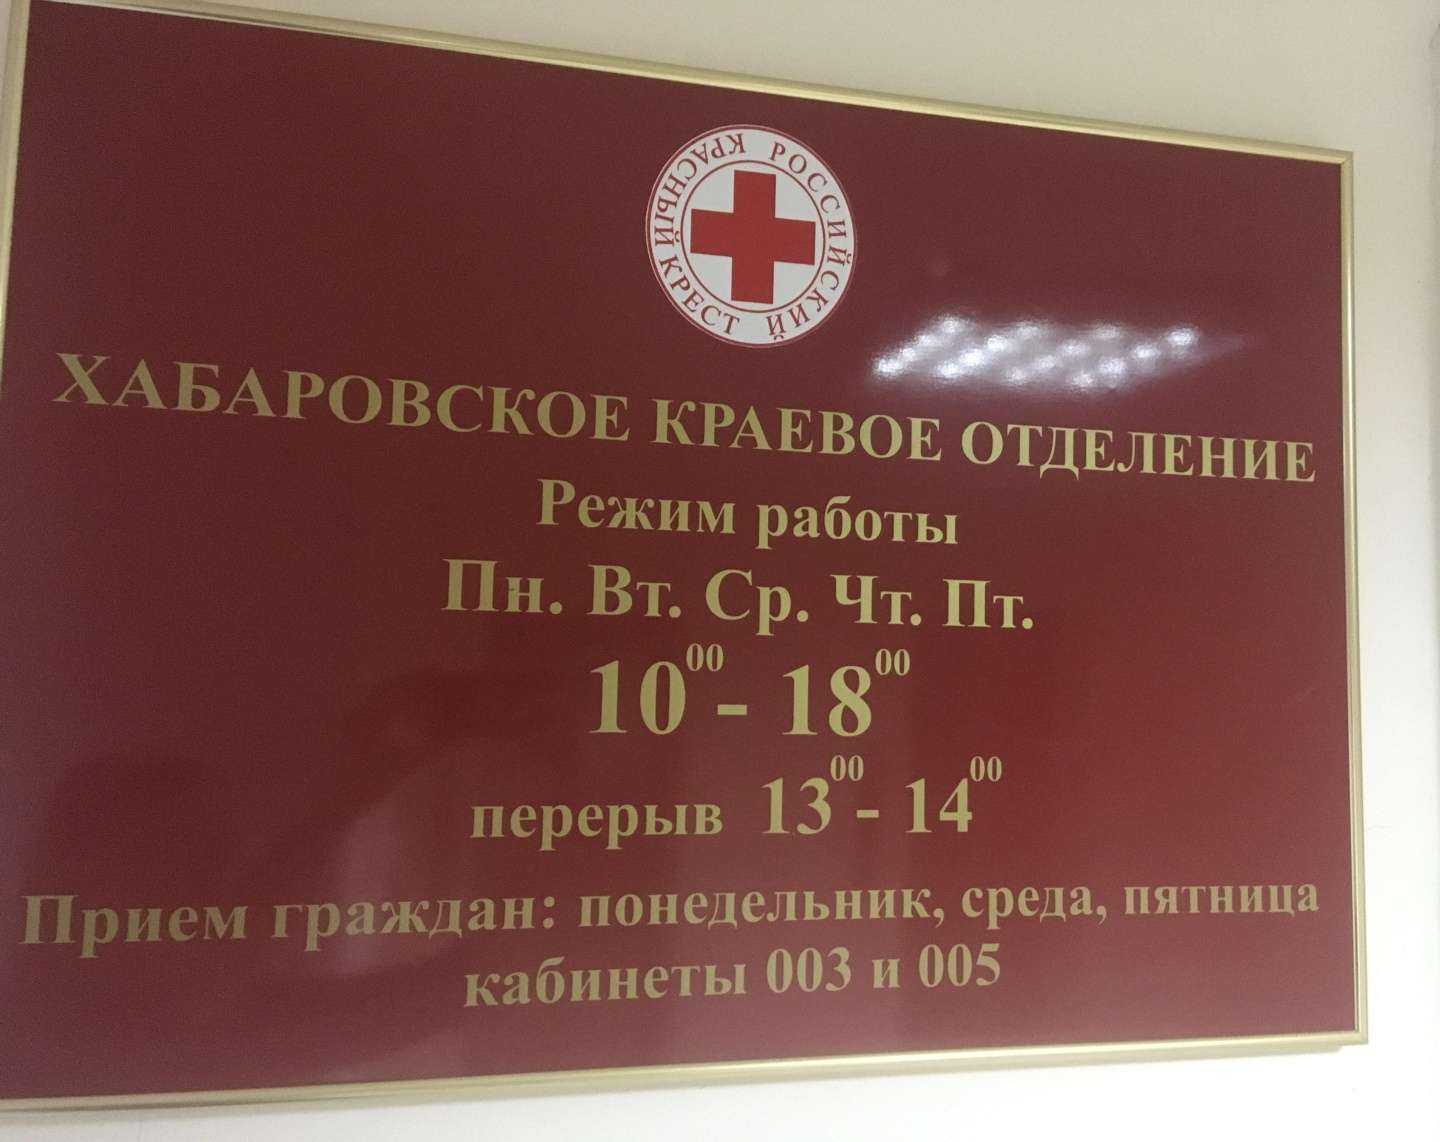 РОССИЙСКИЙ КРАСНЫЙ КРЕСТ
ХАБАРОВСКОЕ КРАЕВОЕ ОТДЕЛЕНИЕ
Режим работы
Пн. Вт. Ср. Чт. Пт.
10⁰⁰ - 18⁰⁰
перерыв 13⁰⁰ - 14⁰⁰
Прием граждан: понедельник, среда, пятница
кабинеты 003 и 005